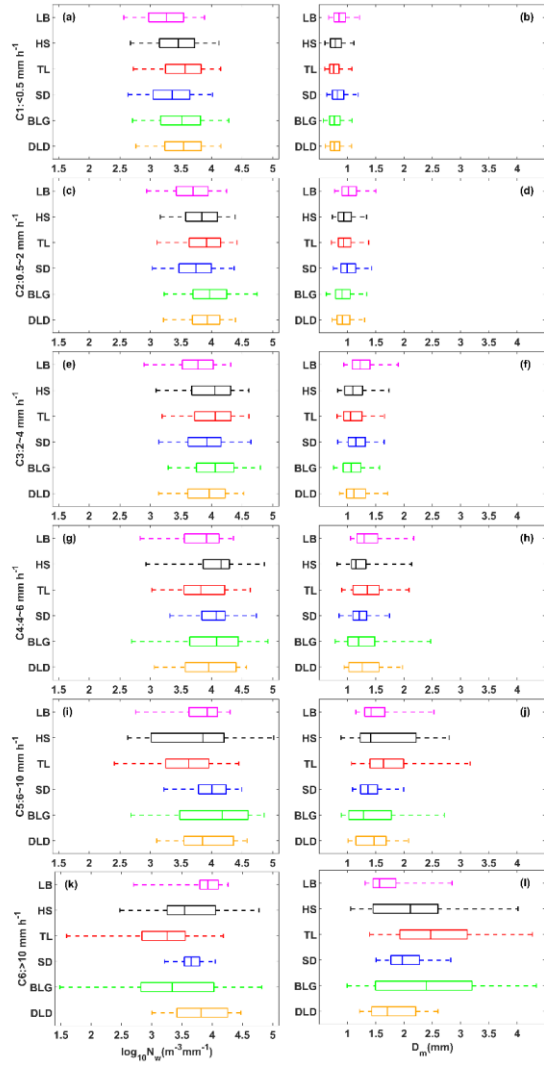 (a)
(b)
C1:<0.5 mm h⁻¹
LB
HS
TL
SD
BLG
DLD
LB
HS
TL
SD
BLG
DLD
1.5 2 2.5 3 3.5 4 4.5 5
1 1.5 2 2.5 3 3.5 4
(c)
(d)
C2:0.5~2 mm h⁻¹
LB
HS
TL
SD
BLG
DLD
LB
HS
TL
SD
BLG
DLD
1.5 2 2.5 3 3.5 4 4.5 5
1 1.5 2 2.5 3 3.5 4
(e)
(f)
C3:2~4 mm h⁻¹
LB
HS
TL
SD
BLG
DLD
LB
HS
TL
SD
BLG
DLD
1.5 2 2.5 3 3.5 4 4.5 5
1 1.5 2 2.5 3 3.5 4
(g)
(h)
C4:4~6 mm h⁻¹
LB
HS
TL
SD
BLG
DLD
LB
HS
TL
SD
BLG
DLD
1.5 2 2.5 3 3.5 4 4.5 5
1 1.5 2 2.5 3 3.5 4
(i)
(j)
C5:6~10 mm h⁻¹
LB
HS
TL
SD
BLG
DLD
LB
HS
TL
SD
BLG
DLD
1.5 2 2.5 3 3.5 4 4.5 5
1 1.5 2 2.5 3 3.5 4
(k)
(l)
C6:>10 mm h⁻¹
LB
HS
TL
SD
BLG
DLD
LB
HS
TL
SD
BLG
DLD
1.5 2 2.5 3 3.5 4 4.5 5
1 1.5 2 2.5 3 3.5 4
log₁₀N_w(m⁻³mm⁻¹)
D_m(mm)